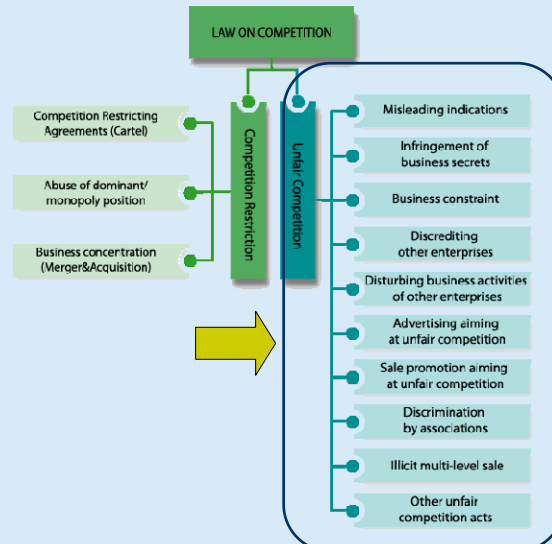 LAW ON COMPETITION
Competition Restricting
Agreements (Cartel)
Abuse of dominant/
monopoly position
Business concentration
(Merger&Acquisition)
Competition Restriction
Unfair Competition
Misleading indications
Infringement of
business secrets
Business constraint
Discrediting
other enterprises
Disturbing business activities
of other enterprises
Advertising aiming
at unfair competition
Sale promotion aiming
at unfair competition
Discrimination
by associations
Illicit multi-level sale
Other unfair
competition acts